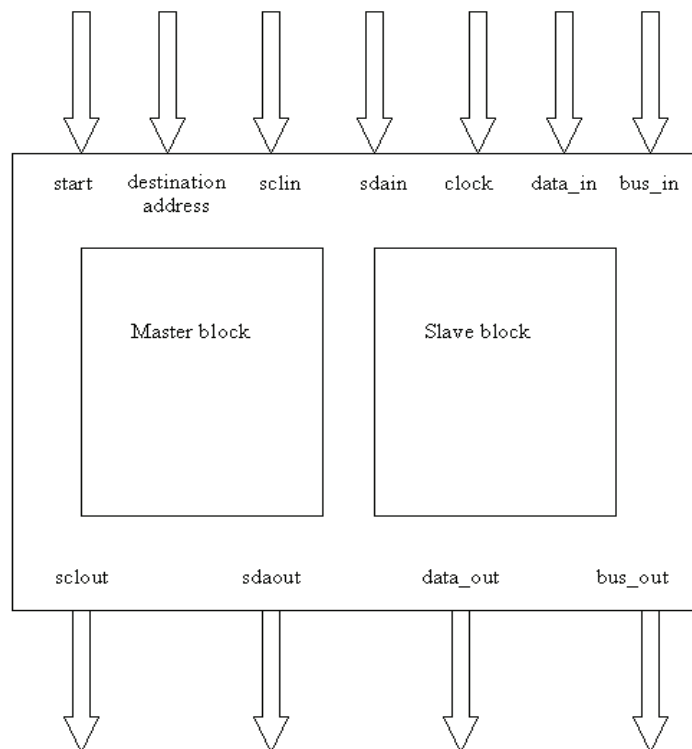 start
destination
address
sclin
sdain
clock
data_in
bus_in
Master block
Slave block
sclout
sdaout
data_out
bus_out